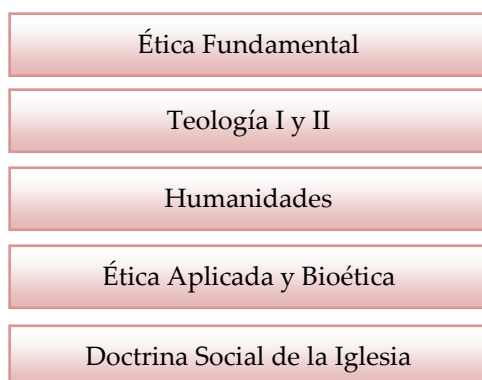 Ética Fundamental
Teología I y II
Humanidades
Ética Aplicada y Bioética
Doctrina Social de la Iglesia